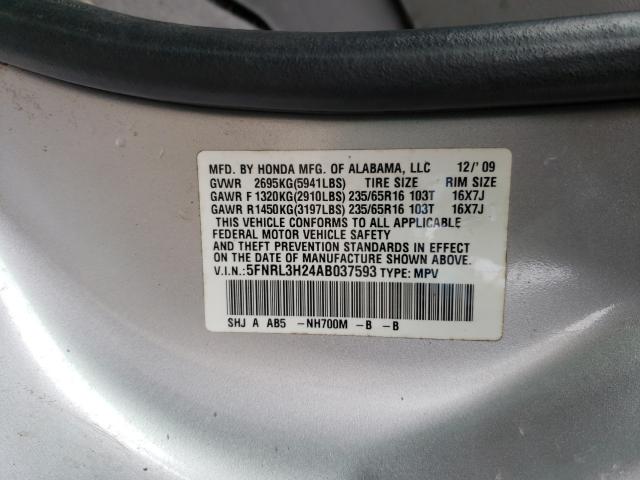 MFD. BY HONDA MFG. OF ALABAMA, LLC 12/'09
GVWR 2695KG(5941LBS) TIRE SIZE RIM SIZE
GAWR F 1320KG(2910LBS) 235/65R16 103T 16X7J
GAWR R1450KG(3197LBS) 235/65R16 103T 16X7J
THIS VEHICLE CONFORMS TO ALL APPLICABLE
FEDERAL MOTOR VEHICLE SAFETY
AND THEFT PREVENTION STANDARDS IN EFFECT
ON THE DATE OF MANUFACTURE SHOWN ABOVE.
V.I.N.:5FNRL3H24AB037593 TYPE: MPV
SHJ A AB5 -NH700M -B -B